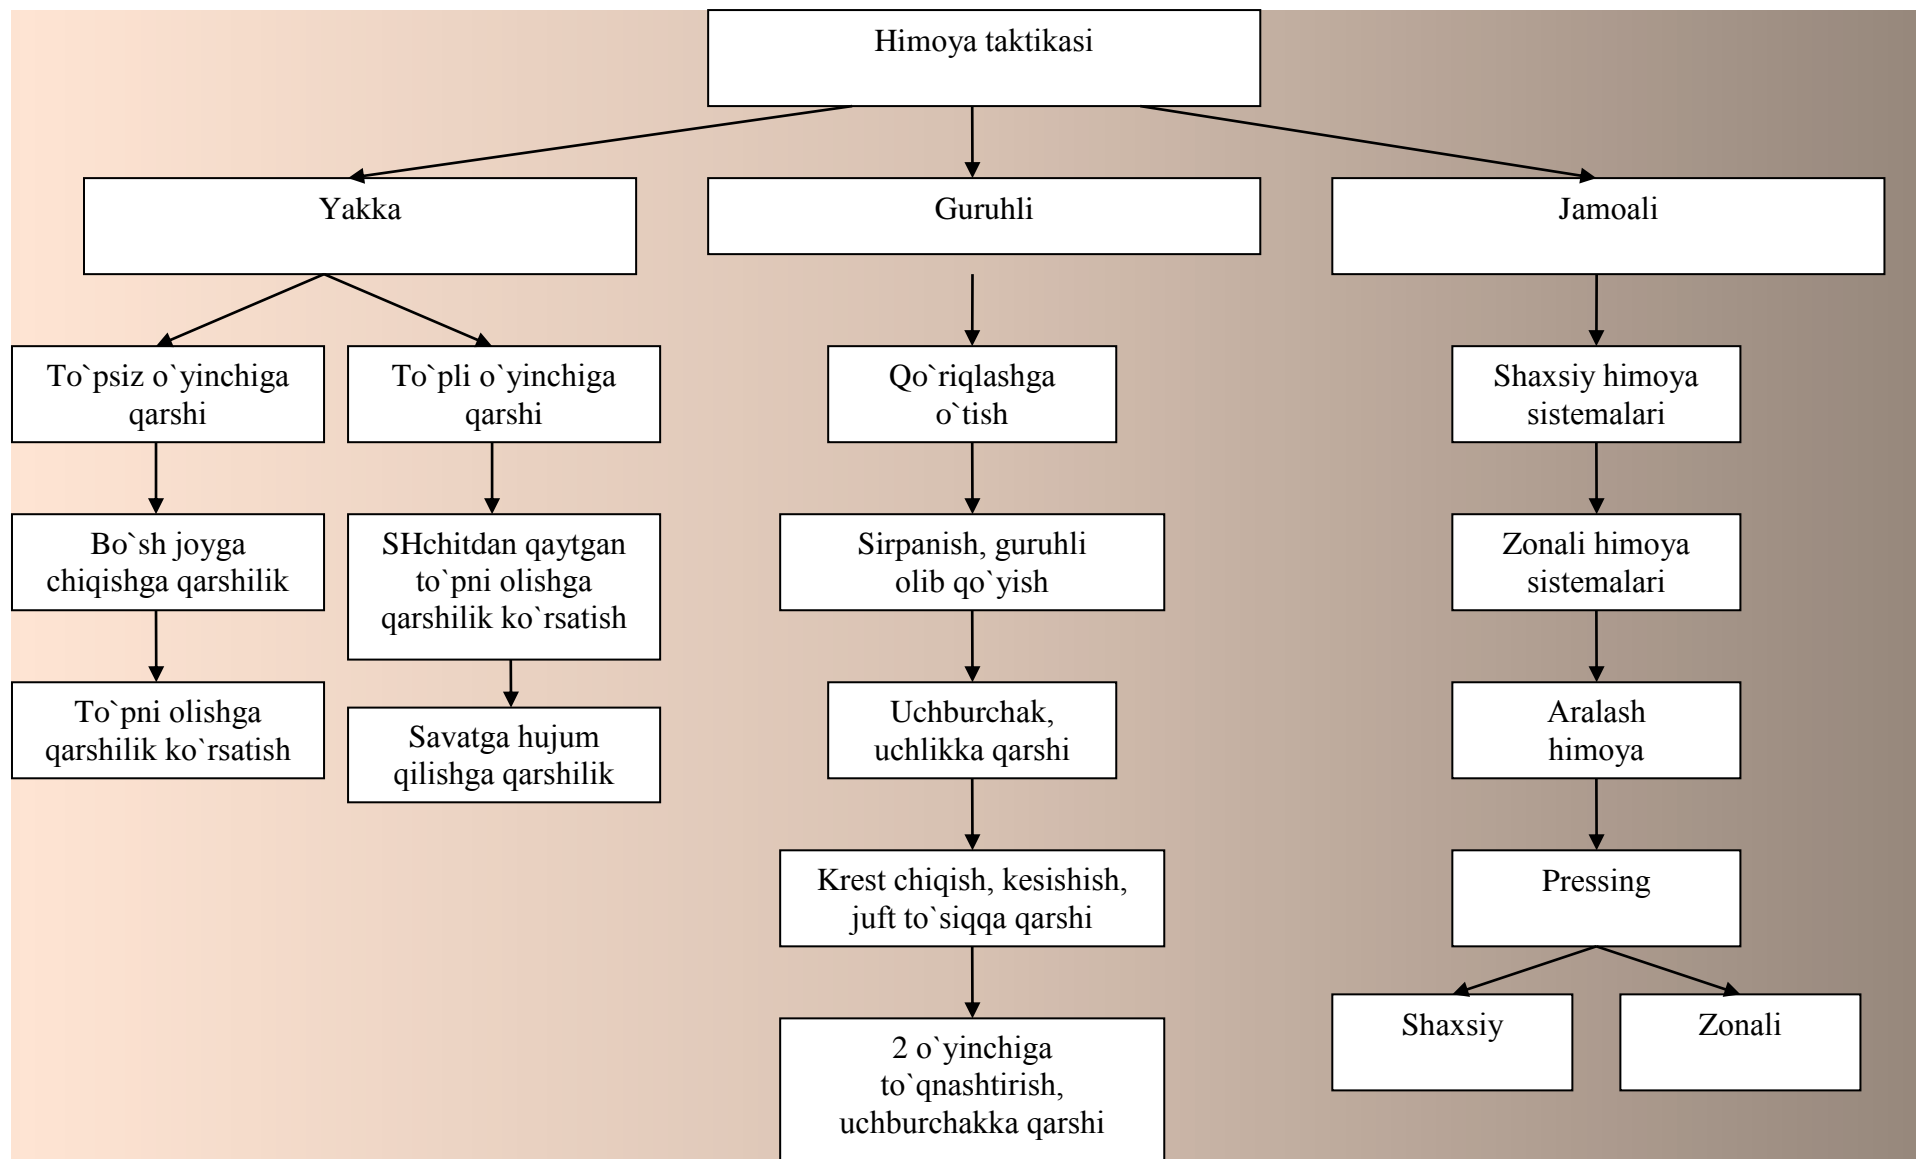 Himoya taktikasi
Yakka
Guruhli
Jamoali
To`psiz o`yinchiga
qarshi
To`pli o`yinchiga
qarshi
Qo`riqlashga
o`tish
Shaxsiy himoya
sistemalari
Bo`sh joyga
chiqishga qarshilik
SHchitdan qaytgan
to`pni olishga
qarshilik ko`rsatish
Sirpanish, guruhli
olib qo`yish
Zonali himoya
sistemalari
To`pni olishga
qarshilik ko`rsatish
Savatga hujum
qilishga qarshilik
Uchburchak,
uchlikka qarshi
Aralash
himoya
Krest chiqish, kesishish,
juft to`siqqa qarshi
Pressing
2 o`yinchiga
to`qnashtirish,
uchburchakka qarshi
Shaxsiy
Zonali